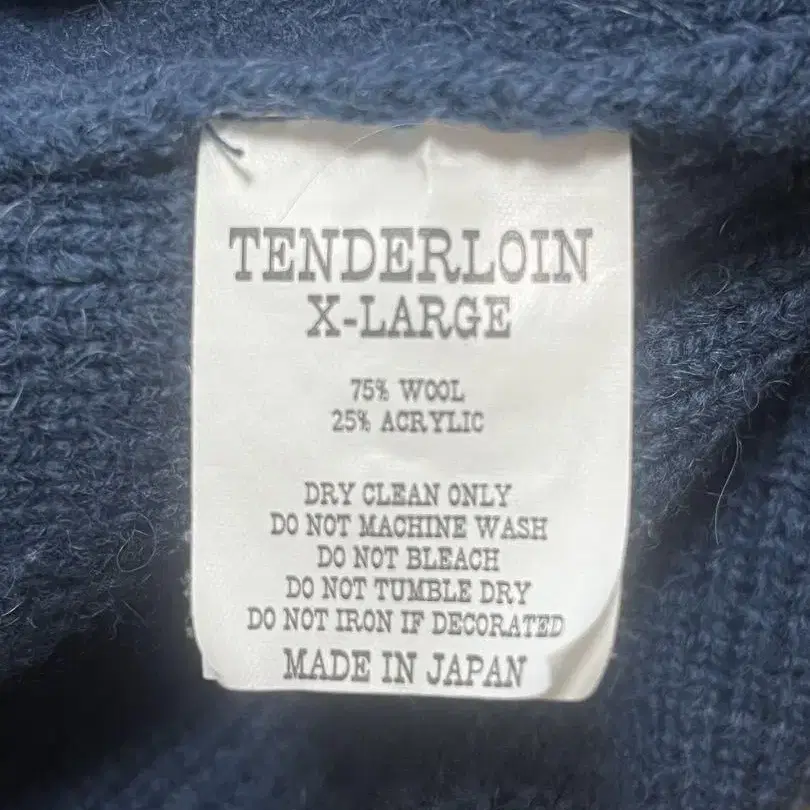 TENDERLOIN
X-LARGE
75% WOOL
25% ACRYLIC
DRY CLEAN ONLY
DO NOT MACHINE WASH
DO NOT BLEACH
DO NOT TUMBLE DRY
DO NOT IRON IF DECORATED
MADE IN JAPAN